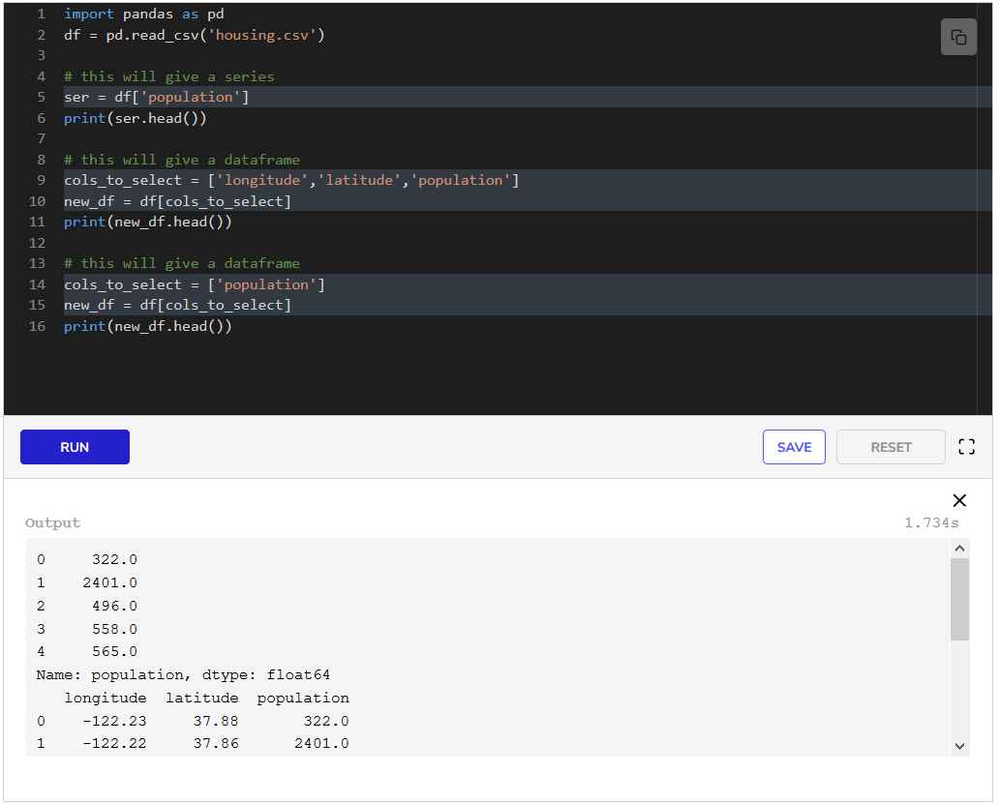 1 import pandas as pd
2 df = pd.read_csv('housing.csv')
3
4 # this will give a series
5 ser = df['population']
6 print(ser.head())
7
8 # this will give a dataframe
9 cols_to_select = ['longitude','latitude','population']
10 new_df = df[cols_to_select]
11 print(new_df.head())
12
13 # this will give a dataframe
14 cols_to_select = ['population']
15 new_df = df[cols_to_select]
16 print(new_df.head())
RUN SAVE RESET
Output 1.734s
0 322.0
1 2401.0
2 496.0
3 558.0
4 565.0
Name: population, dtype: float64
longitude latitude population
0 -122.23 37.88 322.0
1 -122.22 37.86 2401.0